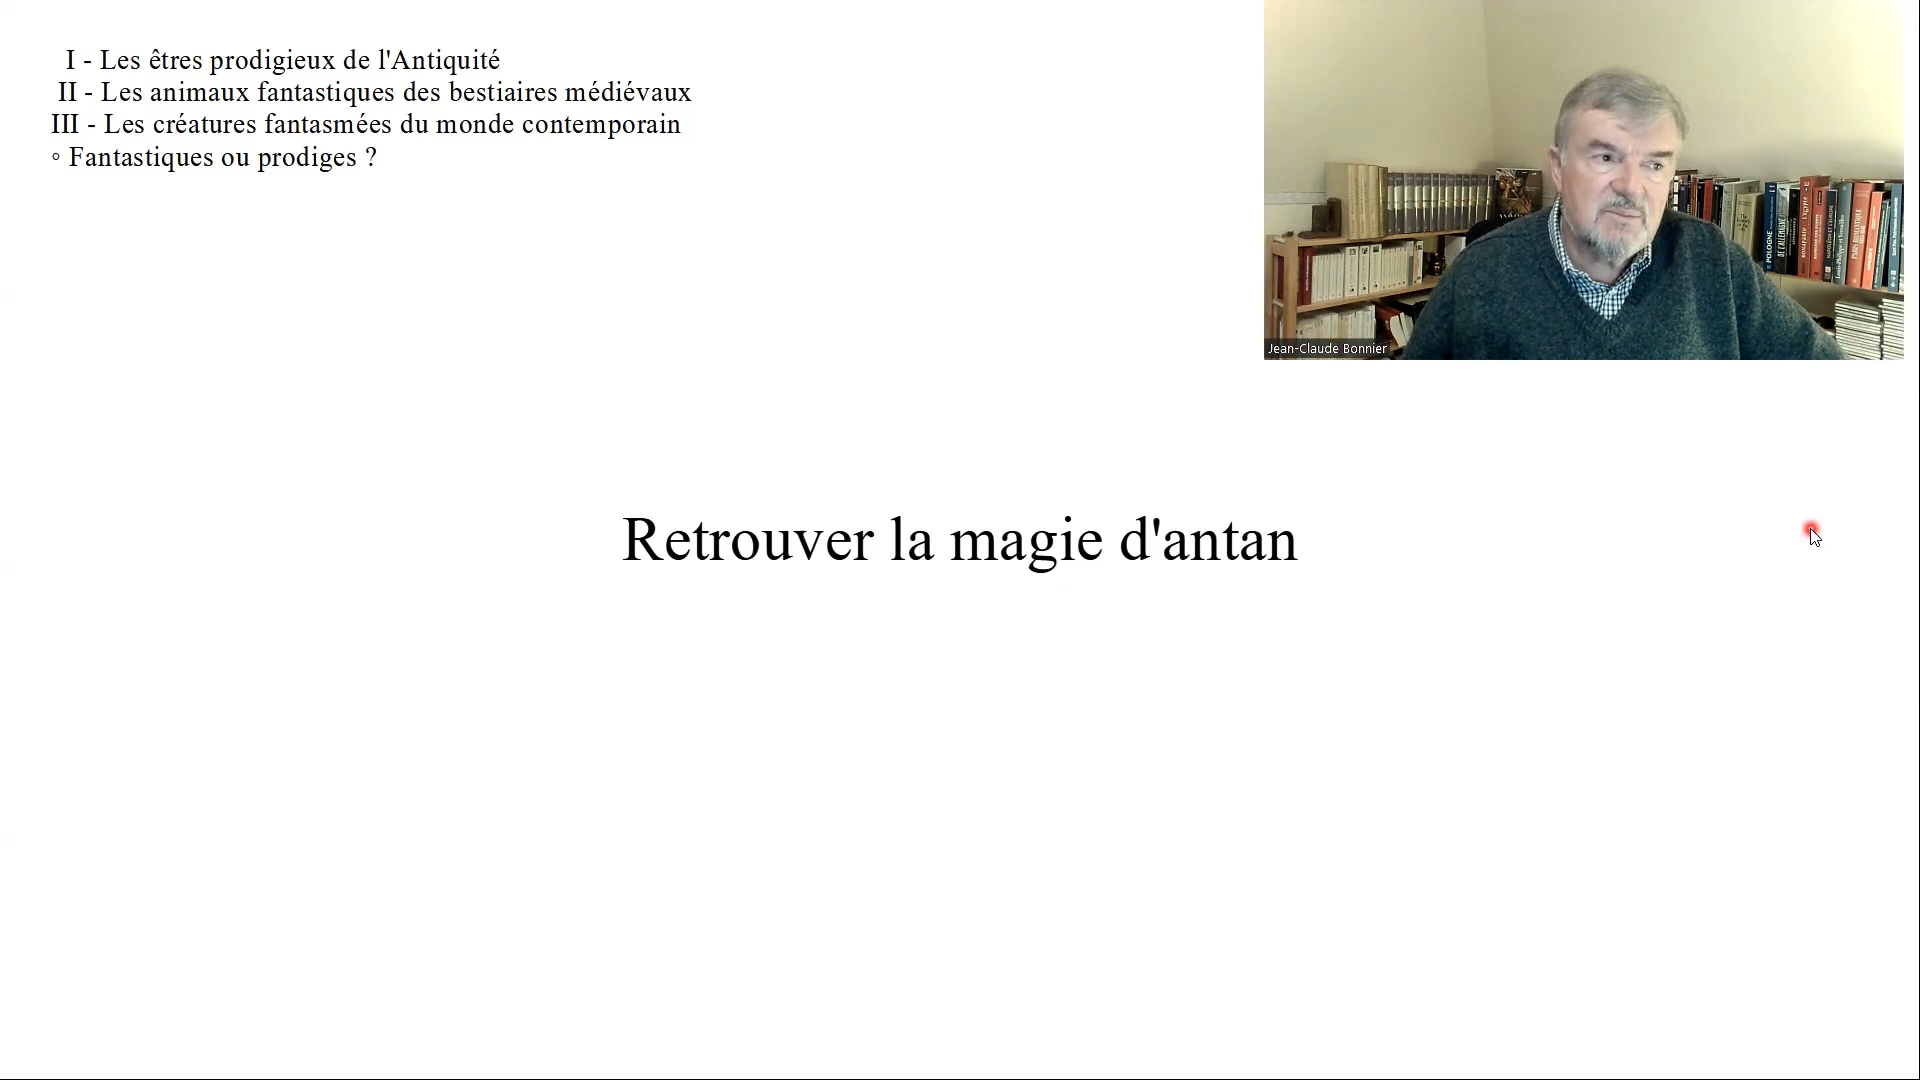 I - Les êtres prodigieux de l'Antiquité
II - Les animaux fantastiques des bestiaires médiévaux
III - Les créatures fantasmées du monde contemporain
◦ Fantastiques ou prodiges ?
POLOGNE
Jean-Claude Bonnier
Retrouver la magie d'antan